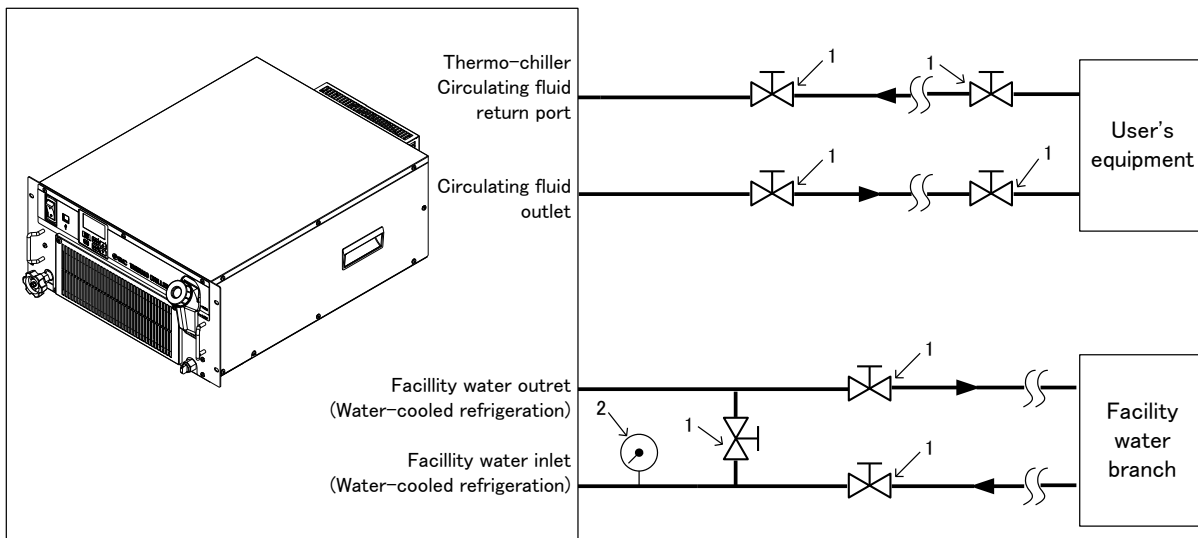 Thermo-chiller
Circulating fluid
return port
1
1
User's
equipment
Circulating fluid
outlet
1
1
Facillity water outret
(Water-cooled refrigeration)
1
Facility
water
branch
2
1
Facillity water inlet
(Water-cooled refrigeration)
1